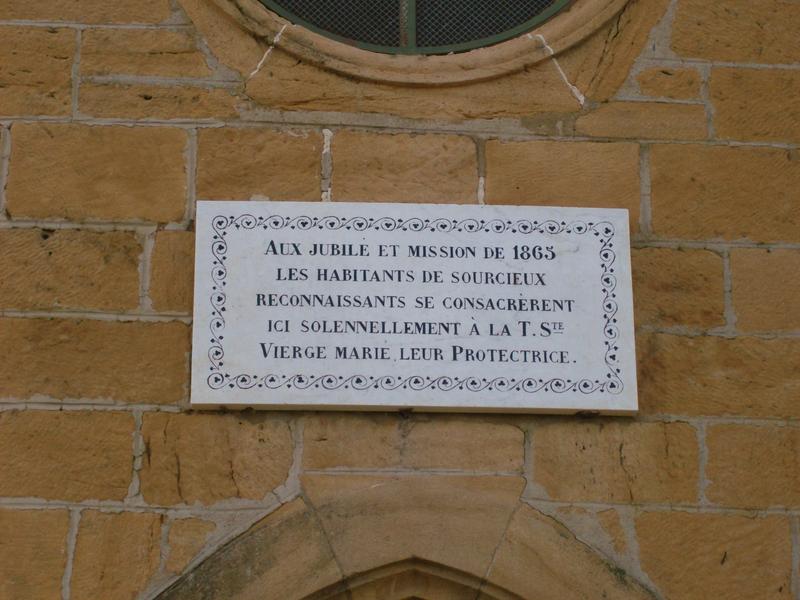 AUX JUBILÉ ET MISSION DE 1865
LES HABITANTS DE SOURCIEUX
RECONNAISSANTS SE CONSACRÈRENT
ICI SOLENNELLEMENT À LA T. STE
VIERGE MARIE, LEUR PROTECTRICE.